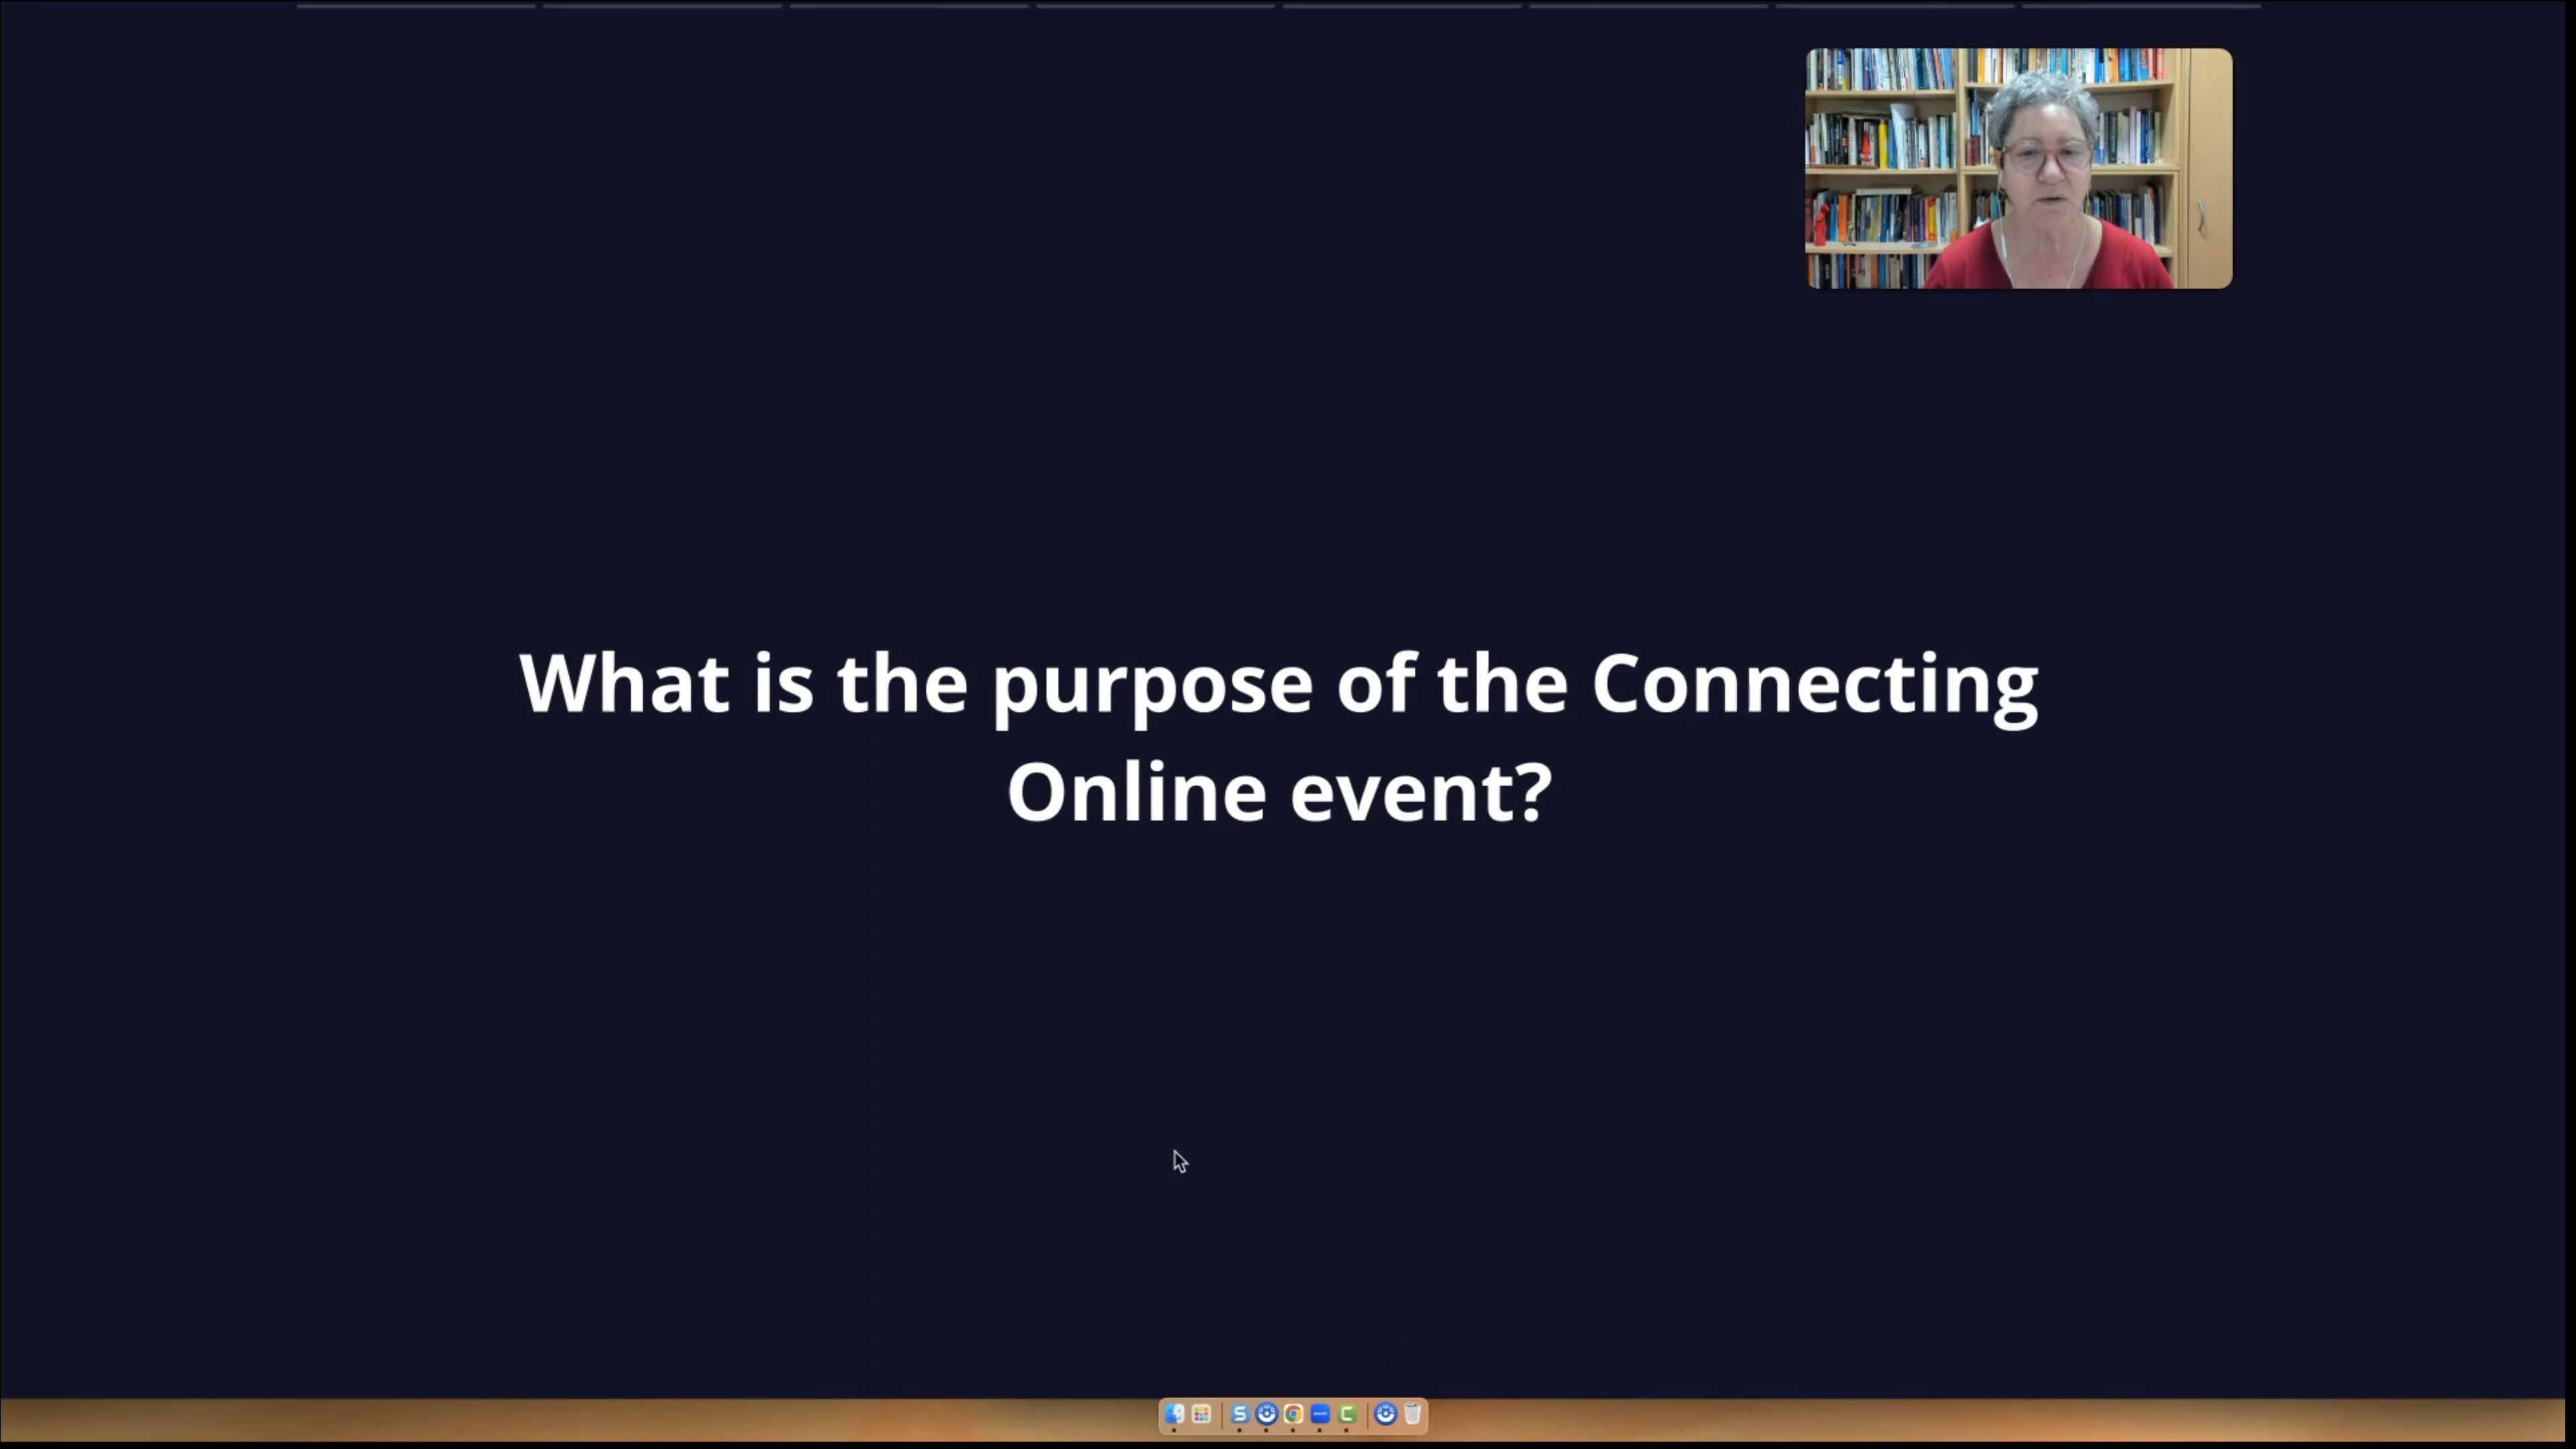 What is the purpose of the Connecting
Online event?